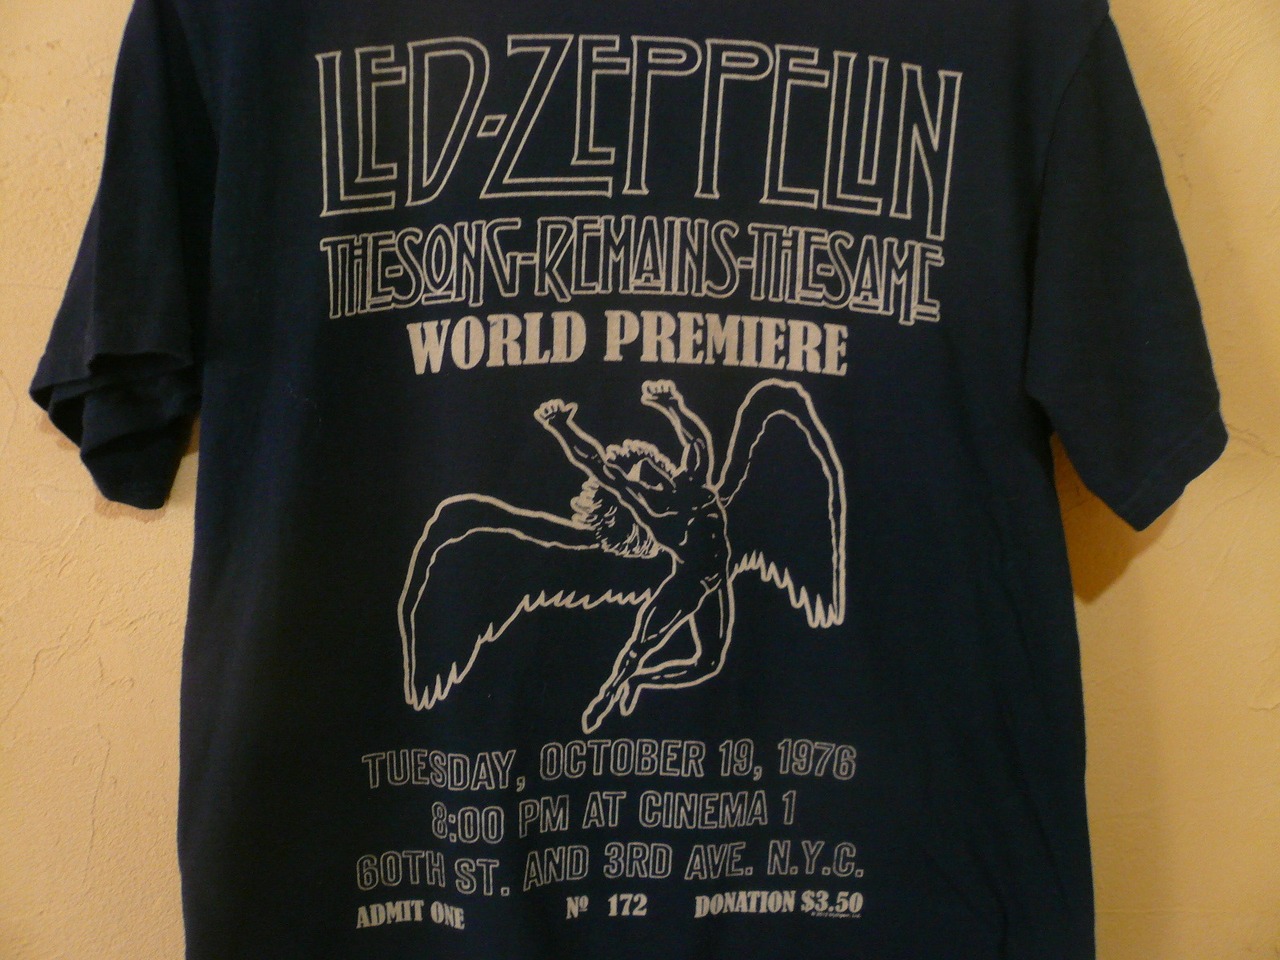 LED-ZEPPELIN
THE SONG-REMAINS-THE SAME
WORLD PREMIERE
TUESDAY, OCTOBER 19, 1976
8:00 PM AT CINEMA 1
60TH ST. AND 3RD AVE. N.Y.C.
ADMIT ONE Nº 172 DONATION $3.50